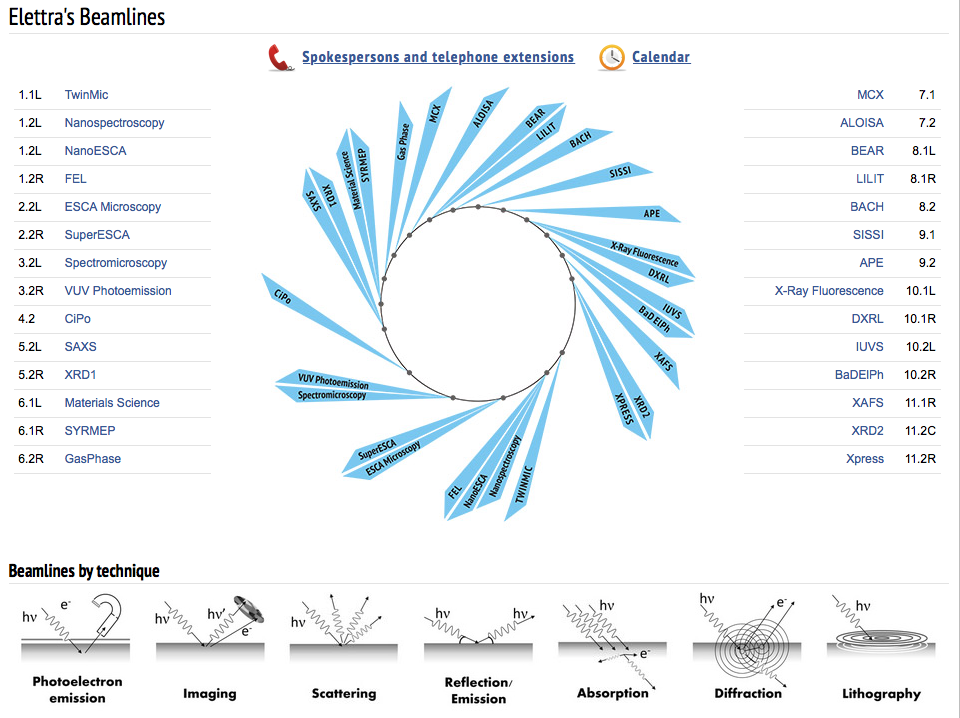 Elettra's Beamlines
Spokespersons and telephone extensions Calendar
1.1L TwinMic
1.2L Nanospectroscopy
1.2L NanoESCA
1.2R FEL
2.2L ESCA Microscopy
2.2R SuperESCA
3.2L Spectromicroscopy
3.2R VUV Photoemission
4.2 CiPo
5.2L SAXS
5.2R XRD1
6.1L Materials Science
6.1R SYRMEP
6.2R GasPhase
SAXS
XRD1
Material Science
SYRMEP
Gas Phase
MCX
ALOISA
BEAR
LILIT
BACH
SISSI
APE
X-Ray Fluorescence
DXRL
IUVS
BaD ElPh
XAFS
XRD2
XPRESS
TWINMIC
Nanospectroscopy
NanoESCA
FEL
ESCA Microscopy
SuperESCA
Spectromicroscopy
VUV Photoemission
CiPo
MCX 7.1
ALOISA 7.2
BEAR 8.1L
LILIT 8.1R
BACH 8.2
SISSI 9.1
APE 9.2
X-Ray Fluorescence 10.1L
DXRL 10.1R
IUVS 10.2L
BaDElPh 10.2R
XAFS 11.1R
XRD2 11.2C
Xpress 11.2R
Beamlines by technique
hν e-
Photoelectron
emission
hν hν' e-
Imaging
hν
Scattering
hν hν
Reflection/
Emission
hν e-
Absorption
hν e-
Diffraction
hν
Lithography